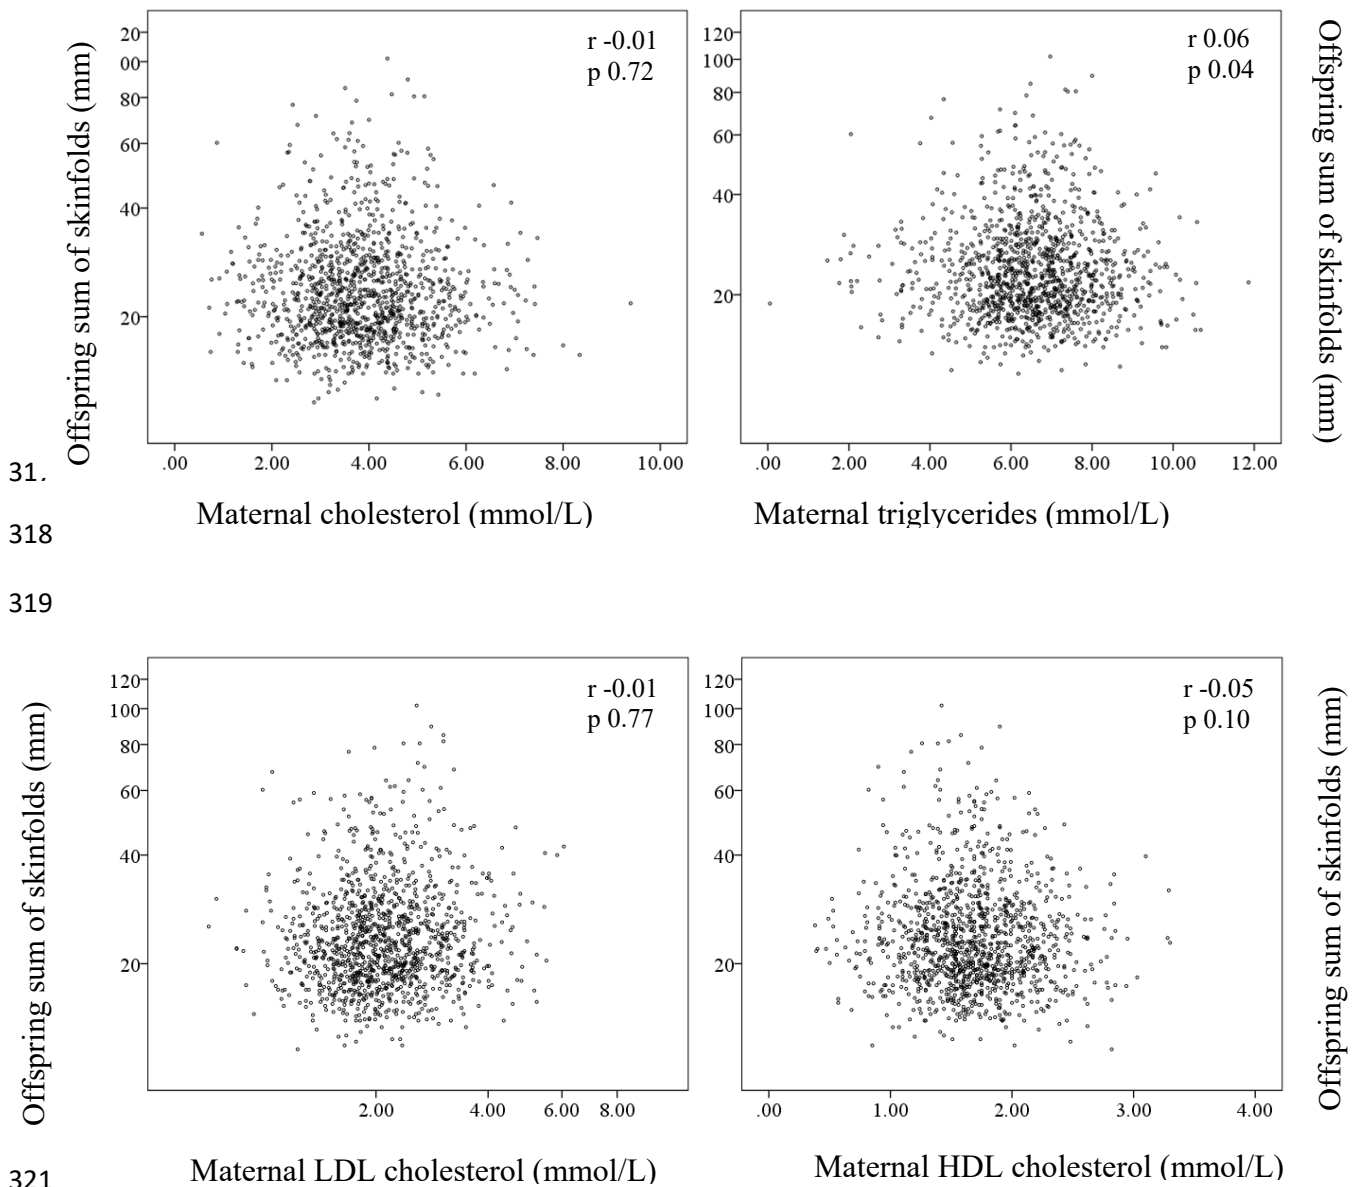 20
00
80
60
40
20
r -0.01
p 0.72
.00 2.00 4.00 6.00 8.00 10.00
Offspring sum of skinfolds (mm)
Maternal cholesterol (mmol/L)
120
100
80
60
40
20
r 0.06
p 0.04
.00 2.00 4.00 6.00 8.00 10.00 12.00
Offspring sum of skinfolds (mm)
Maternal triglycerides (mmol/L)
318
319
120
100
80
60
40
20
r -0.01
p 0.77
2.00 4.00 6.00 8.00
Offspring sum of skinfolds (mm)
Maternal LDL cholesterol (mmol/L)
120
100
80
60
40
20
r -0.05
p 0.10
.00 1.00 2.00 3.00 4.00
Offspring sum of skinfolds (mm)
Maternal HDL cholesterol (mmol/L)
321